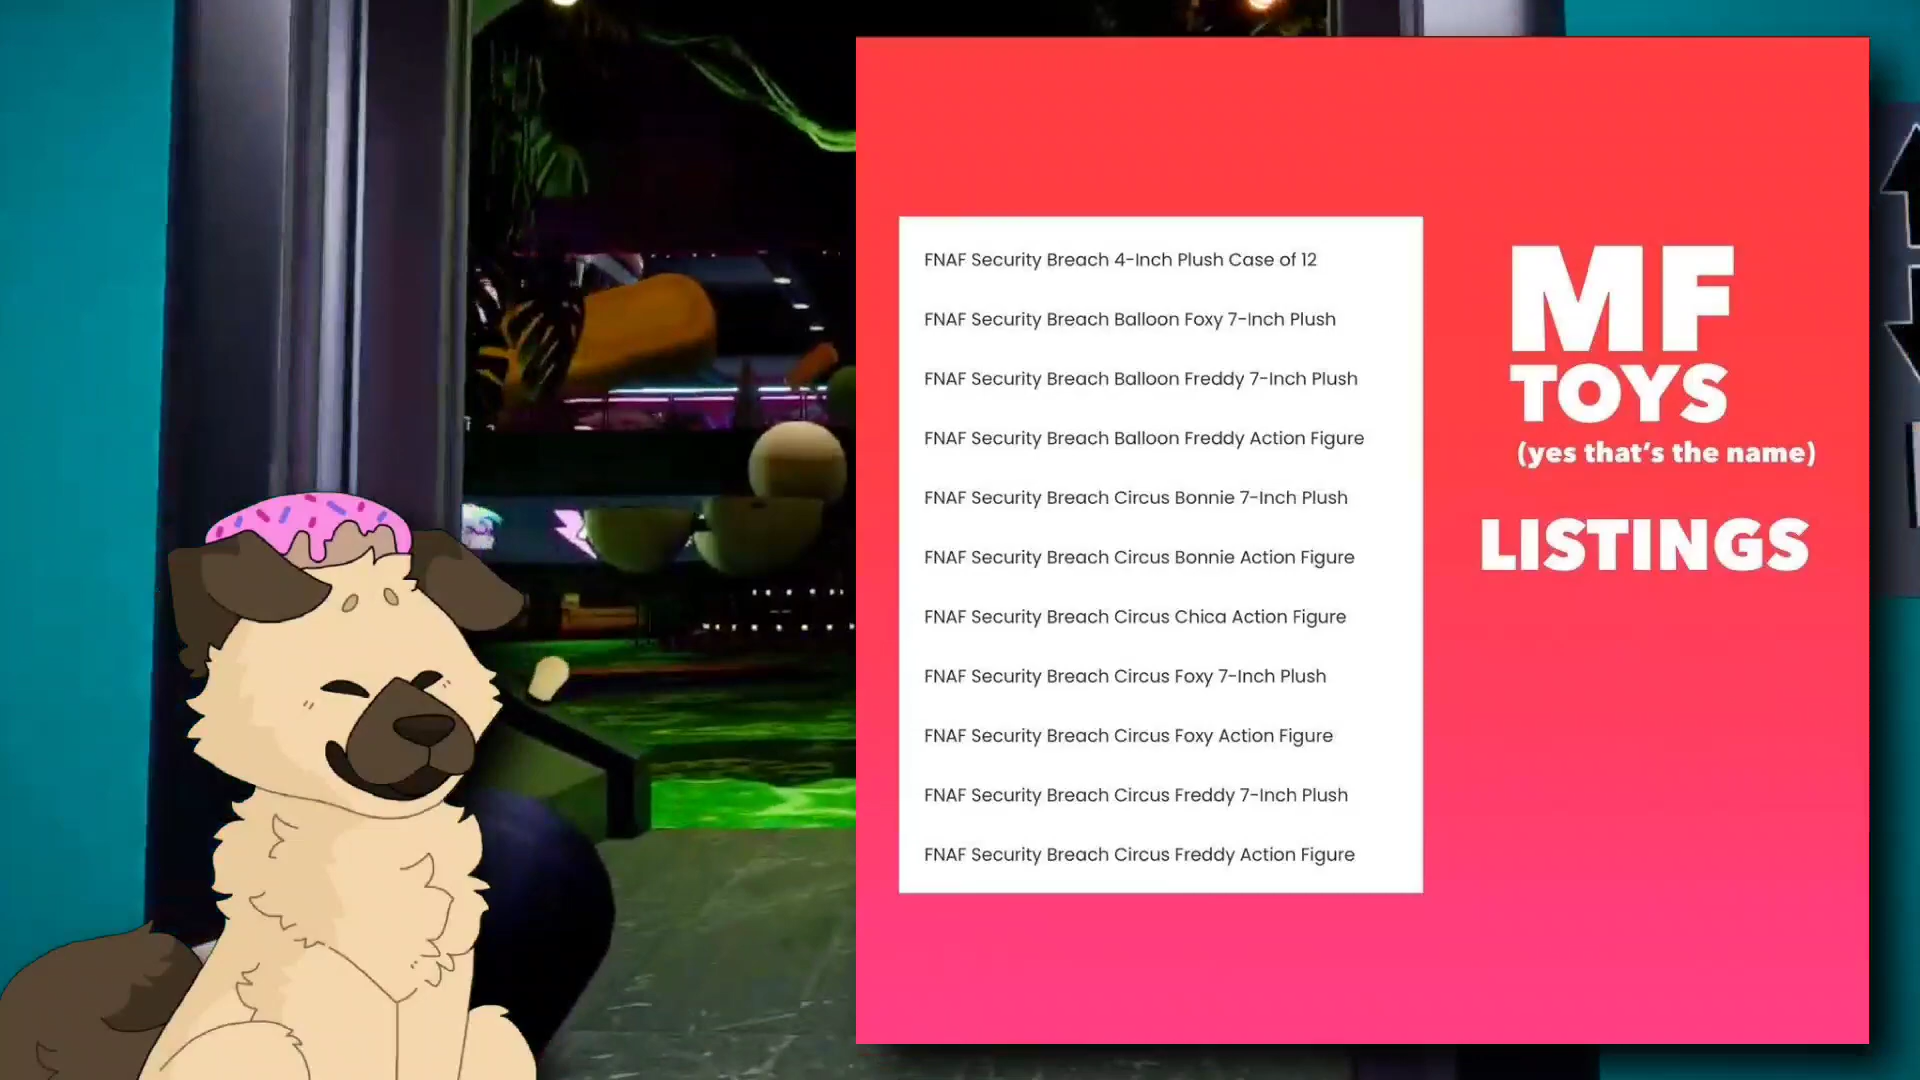 FNAF Security Breach 4-Inch Plush Case of 12
FNAF Security Breach Balloon Foxy 7-Inch Plush
FNAF Security Breach Balloon Freddy 7-Inch Plush
FNAF Security Breach Balloon Freddy Action Figure
FNAF Security Breach Circus Bonnie 7-Inch Plush
FNAF Security Breach Circus Bonnie Action Figure
FNAF Security Breach Circus Chica Action Figure
FNAF Security Breach Circus Foxy 7-Inch Plush
FNAF Security Breach Circus Foxy Action Figure
FNAF Security Breach Circus Freddy 7-Inch Plush
FNAF Security Breach Circus Freddy Action Figure
MF
TOYS
(yes that's the name)
LISTINGS